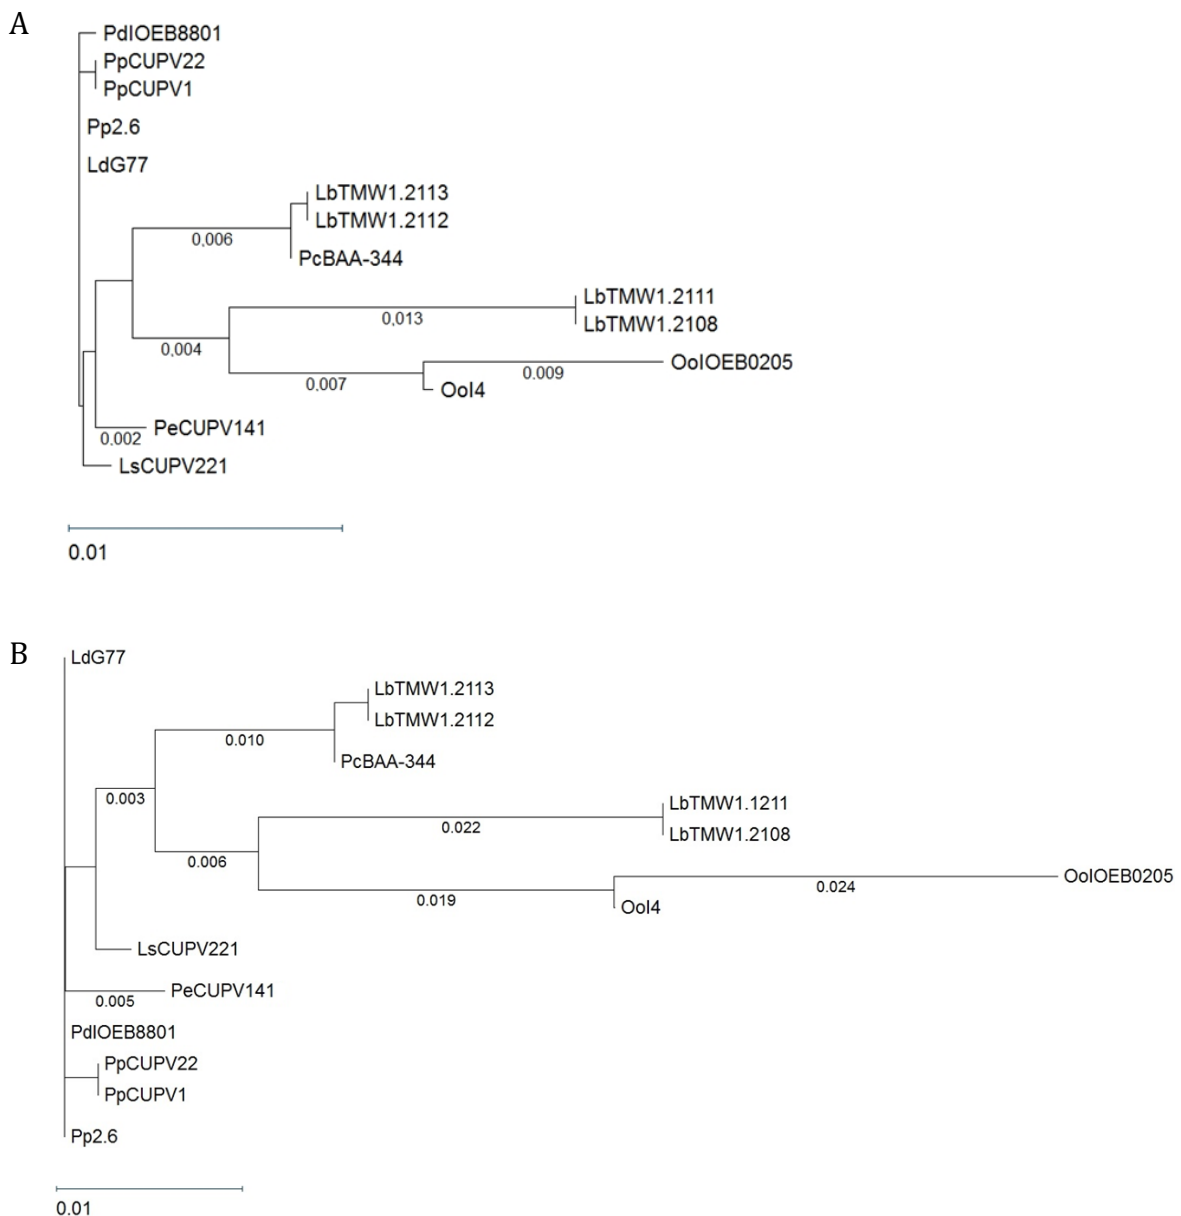 A
PdIOEB8801
PpCUPV22
PpCUPV1
Pp2.6
LdG77
LbTMW1.2113
LbTMW1.2112
0,006
PcBAA-344
LbTMW1.2111
0,013
LbTMW1.2108
0,004
OoIOEB0205
0,009
0,007
OoI4
PeCUPV141
0,002
LsCUPV221
0.01
B
LdG77
LbTMW1.2113
LbTMW1.2112
0.010
PcBAA-344
0.003
LbTMW1.1211
0.022
LbTMW1.2108
0.006
OoIOEB0205
0.024
0.019
OoI4
LsCUPV221
PeCUPV141
0.005
PdIOEB8801
PpCUPV22
PpCUPV1
Pp2.6
0.01